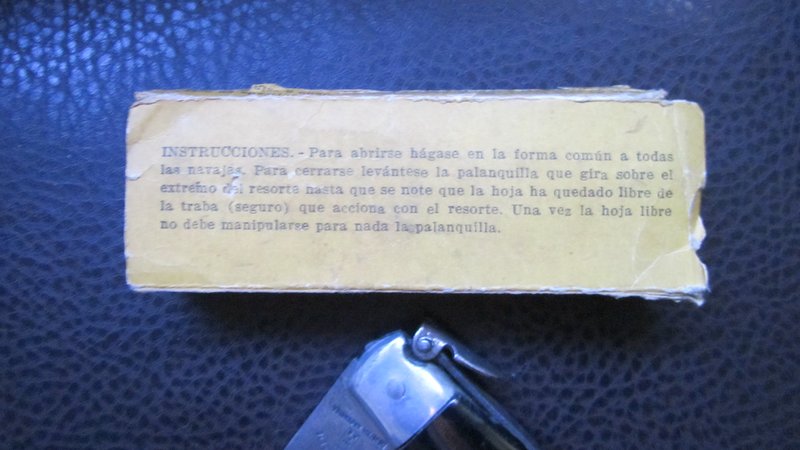 INSTRUCCIONES. - Para abrirse hágase en la forma común a todas
las navajas. Para cerrarse levántese la palanquilla que gira sobre el
extremo del resorte hasta que se note que la hoja ha quedado libre de
la traba (seguro) que acciona con el resorte. Una vez la hoja libre
no debe manipularse para nada la palanquilla.